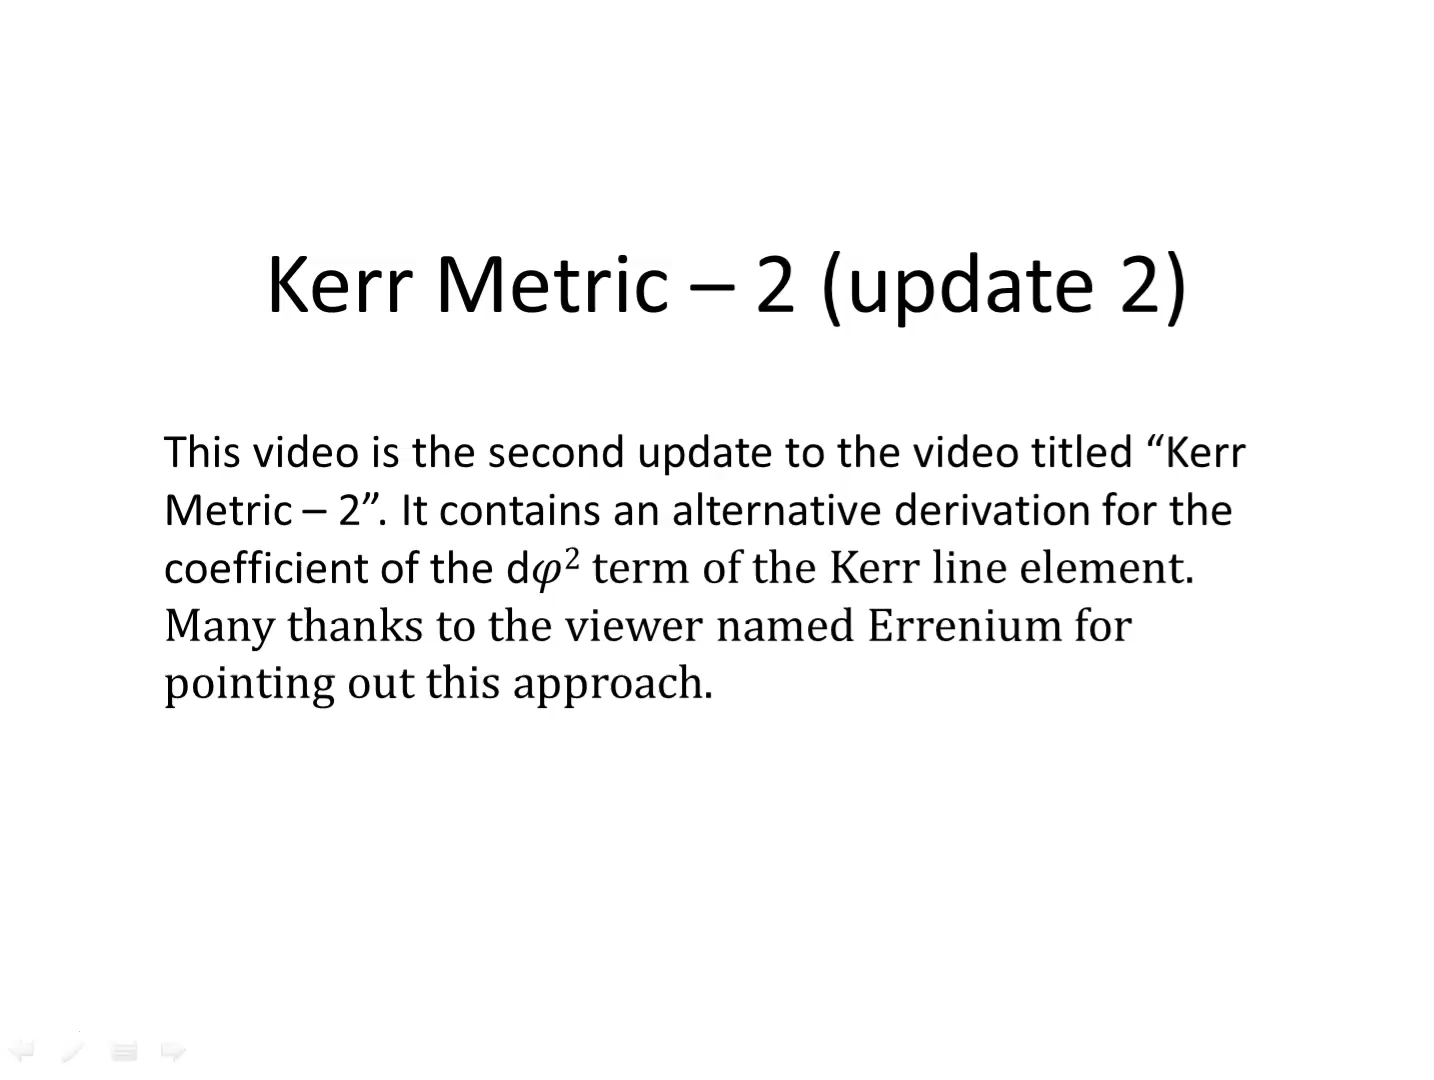 Kerr Metric – 2 (update 2)
This video is the second update to the video titled “Kerr
Metric – 2”. It contains an alternative derivation for the
coefficient of the d𝜑² term of the Kerr line element.
Many thanks to the viewer named Errenium for
pointing out this approach.